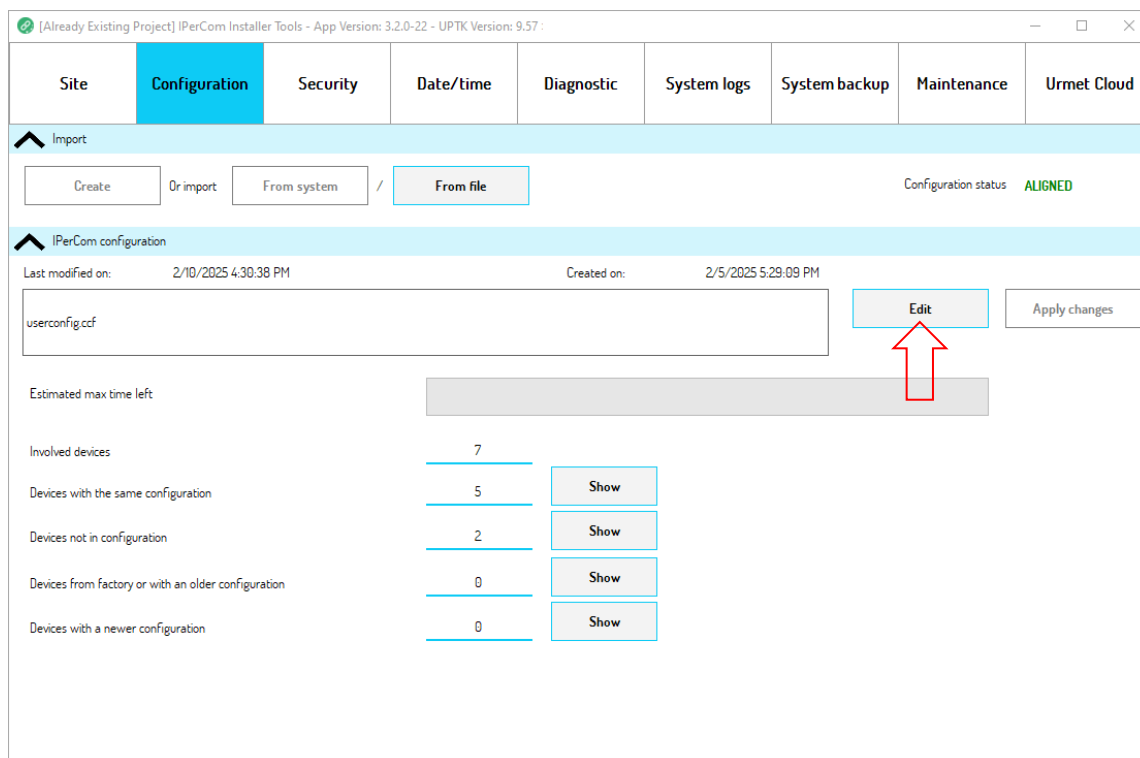 [Already Existing Project] IPerCom Installer Tools - App Version: 3.2.0-22 - UPTK Version: 9.57
Site Configuration Security Date/time Diagnostic System logs System backup Maintenance Urmet Cloud
Import
Create Or import From system / From file Configuration status ALIGNED
IPerCom configuration
Last modified on: 2/10/2025 4:30:38 PM Created on: 2/5/2025 5:29:09 PM
userconfig.ccf Edit Apply changes
Estimated max time left
Involved devices 7
Devices with the same configuration 5 Show
Devices not in configuration 2 Show
Devices from factory or with an older configuration 0 Show
Devices with a newer configuration 0 Show